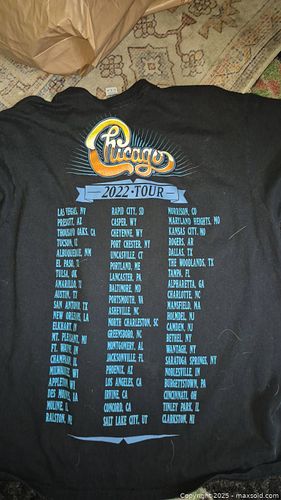 Chicago
2022 TOUR
LAS VEGAS, NV
PRESCOTT, AZ
THOUSAND OAKS, CA
TUCSON, AZ
ALBUQUERQUE, NM
EL PASO, TX
TULSA, OK
AMARILLO, TX
AUSTIN, TX
SAN ANTONIO, TX
NEW ORLEANS, LA
ELKHART, IN
MT. PLEASANT, MI
FT. WAYNE, IN
CHAMPAIGN, IL
MILWAUKEE, WI
APPLETON, WI
DES MOINES, IA
MOLINE, IL
RALSTON, NE
RAPID CITY, SD
CASPER, WY
CHEYENNE, WY
PORT CHESTER, NY
UNCASVILLE, CT
PORTLAND, ME
LANCASTER, PA
BALTIMORE, MD
PORTSMOUTH, VA
ASHEVILLE, NC
NORTH CHARLESTON, SC
GREENSBORO, NC
MONTGOMERY, AL
JACKSONVILLE, FL
PHOENIX, AZ
LOS ANGELES, CA
IRVINE, CA
CONCORD, CA
SALT LAKE CITY, UT
MORRISON, CO
MARYLAND HEIGHTS, MO
KANSAS CITY, MO
ROGERS, AR
DALLAS, TX
THE WOODLANDS, TX
TAMPA, FL
ALPHARETTA, GA
CHARLOTTE, NC
MANSFIELD, MA
HOLMDEL, NJ
CAMDEN, NJ
BETHEL, NY
WANTAGH, NY
SARATOGA SPRINGS, NY
NOBLESVILLE, IN
BURGETTSTOWN, PA
CINCINNATI, OH
TINLEY PARK, IL
CLARKSTON, MI
Copyright © 2025 - maxsold.com